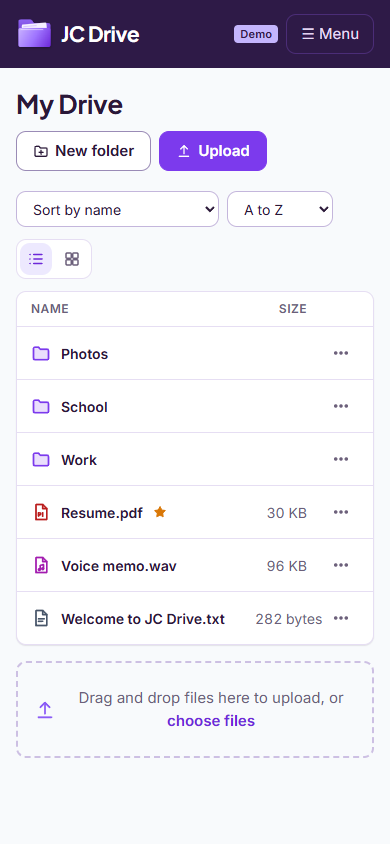 JC Drive
Demo
☰ Menu
My Drive
New folder
Upload
Sort by name
A to Z
NAME
SIZE
Photos
School
Work
Resume.pdf
30 KB
Voice memo.wav
96 KB
Welcome to JC Drive.txt
282 bytes
Drag and drop files here to upload, or
choose files